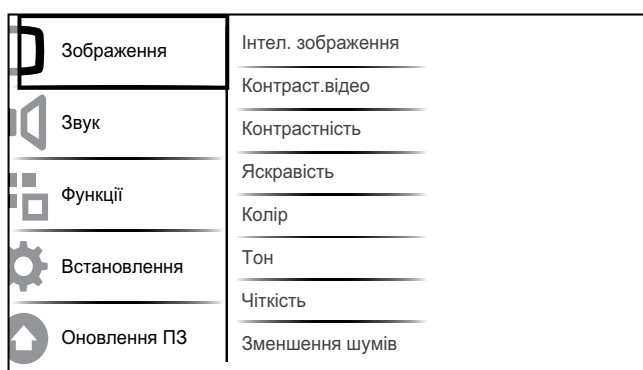 Зображення
Звук
Функції
Встановлення
Оновлення ПЗ
Інтел. зображення
Контраст.відео
Контрастність
Яскравість
Колір
Тон
Чіткість
Зменшення шумів